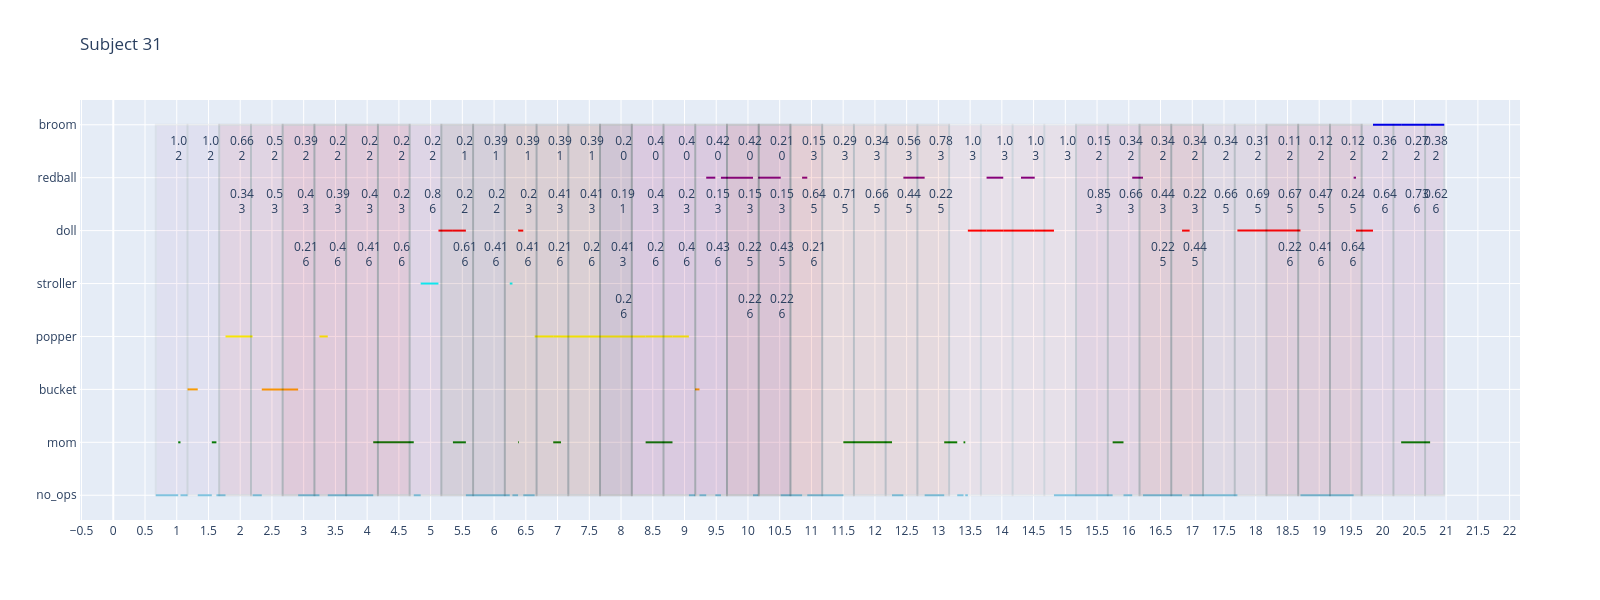 Subject 31
broom
1.0 1.0 0.66 0.5 0.39 0.2 0.2 0.2 0.2 0.2 0.39 0.39 0.39 0.2 0.4 0.4 0.42 0.42 0.21 0.15 0.29 0.34 0.56 0.78 1.0 1.0 1.0 1.0 0.15 0.34 0.34 0.34 0.34 0.31 0.11 0.12 0.12 0.36 0.27 0.38
2 2 2 2 2 2 2 2 2 1 1 1 1 0 0 0 0 0 0 3 3 3 3 3 3 3 3 3 2 2 2 2 2 2 2 2 2 2 2 2
redball
0.34 0.5 0.4 0.39 0.4 0.2 0.8 0.2 0.2 0.2 0.41 0.41 0.19 0.4 0.2 0.15 0.15 0.15 0.64 0.71 0.66 0.44 0.22 0.85 0.66 0.44 0.22 0.66 0.69 0.67 0.47 0.24 0.64 0.73 0.62
3 3 3 3 3 3 6 2 2 3 3 3 1 3 3 3 3 3 5 5 5 5 5 3 3 3 3 5 5 5 5 5 6 6 6
doll
0.21 0.4 0.41 0.6 0.61 0.41 0.41 0.21 0.2 0.41 0.2 0.4 0.43 0.22 0.43 0.21 0.22 0.44 0.22 0.41 0.64
6 6 6 6 6 6 6 6 6 3 6 6 6 5 5 6 5 5 6 6 6
stroller
0.2 0.22 0.22
6 6 6
popper
bucket
mom
no_ops
−0.5 0 0.5 1 1.5 2 2.5 3 3.5 4 4.5 5 5.5 6 6.5 7 7.5 8 8.5 9 9.5 10 10.5 11 11.5 12 12.5 13 13.5 14 14.5 15 15.5 16 16.5 17 17.5 18 18.5 19 19.5 20 20.5 21 21.5 22